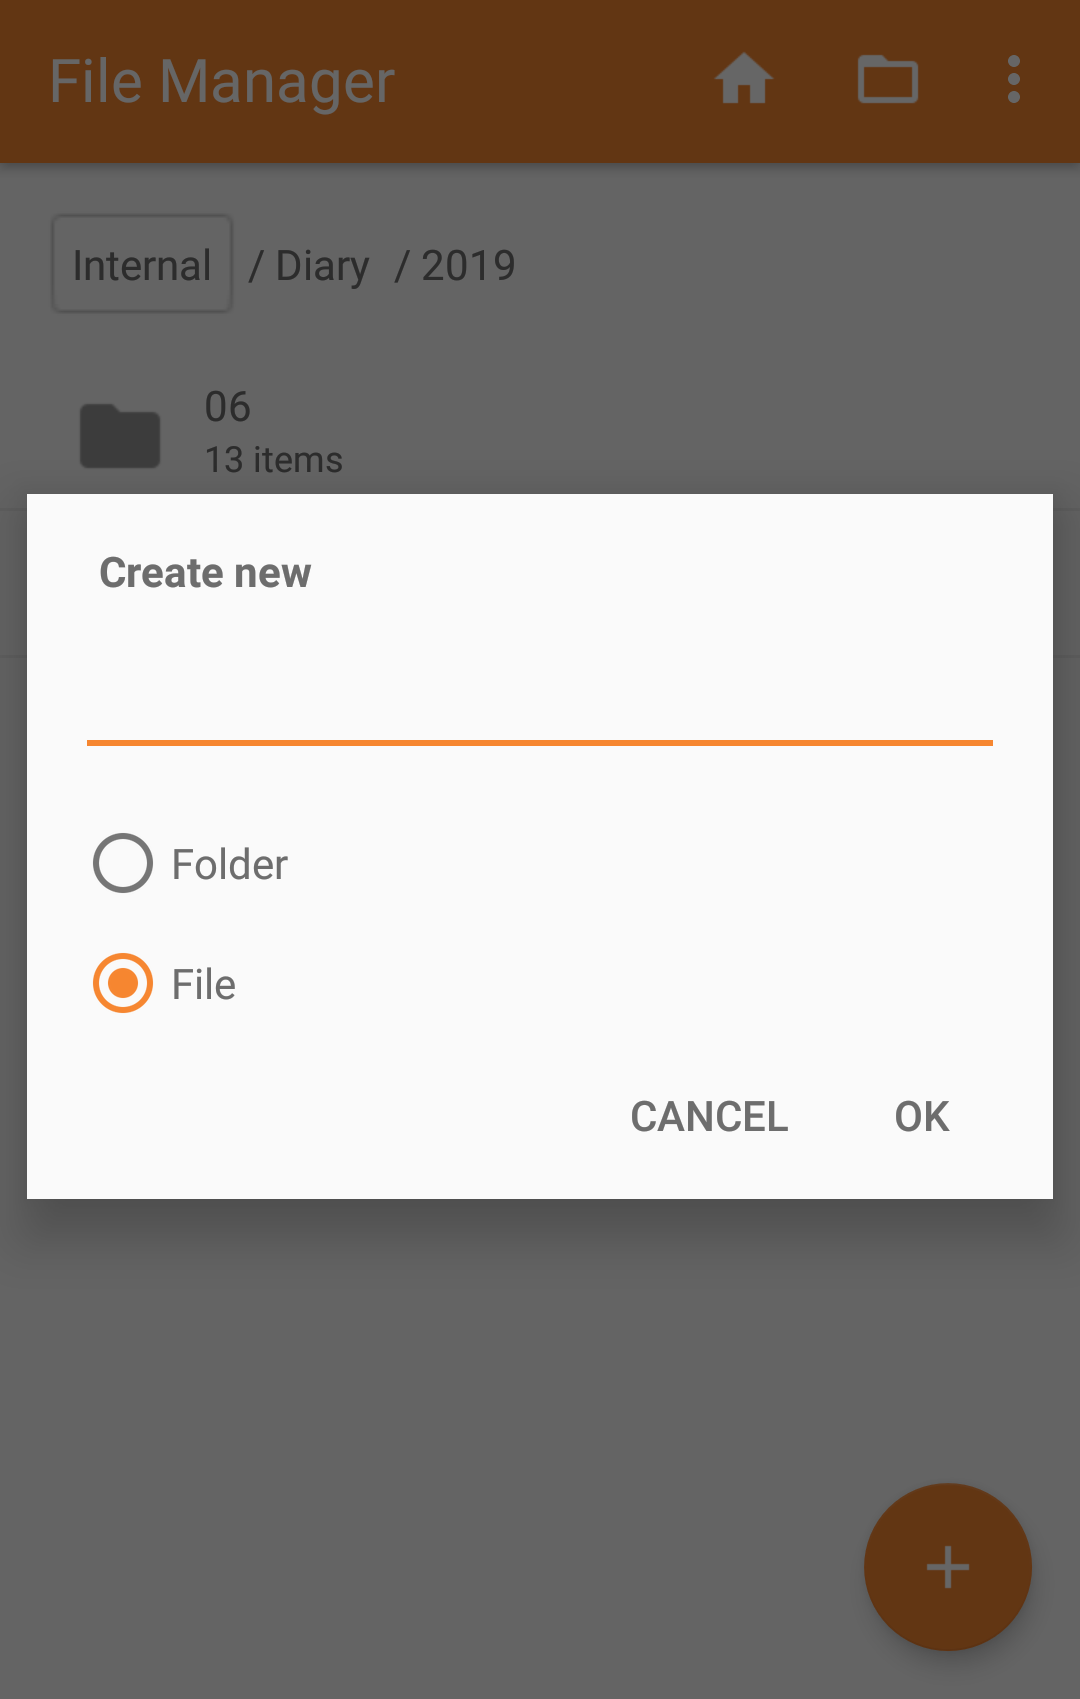 File Manager
Internal / Diary / 2019
06
13 items
Create new
Folder
File
CANCEL OK